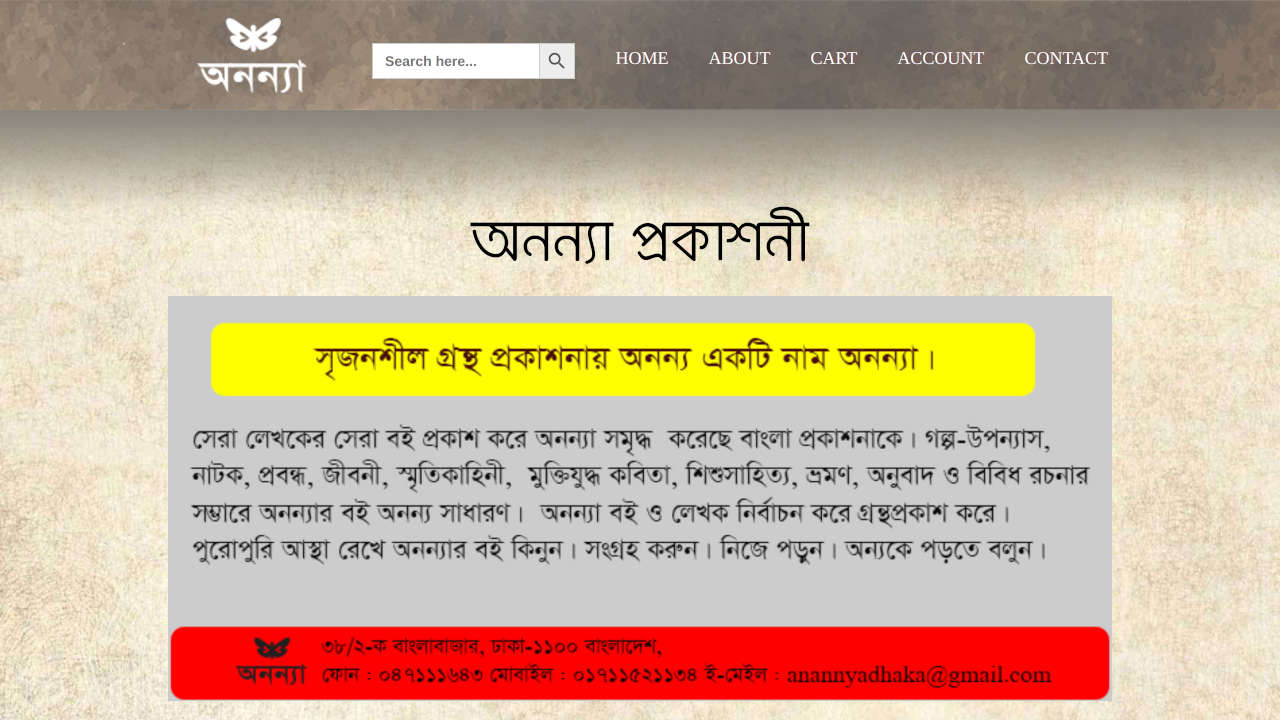 অনন্যা
Search here...
HOME
ABOUT
CART
ACCOUNT
CONTACT
অনন্যা প্রকাশনী
সৃজনশীল গ্রন্থ প্রকাশনায় অনন্য একটি নাম অনন্যা।
সেরা লেখকের সেরা বই প্রকাশ করে অনন্যা সমৃদ্ধ করেছে বাংলা প্রকাশনাকে। গল্প-উপন্যাস,
নাটক, প্রবন্ধ, জীবনী, স্মৃতিকাহিনী, মুক্তিযুদ্ধ কবিতা, শিশুসাহিত্য, ভ্রমণ, অনুবাদ ও বিবিধ রচনার
সম্ভারে অনন্যার বই অনন্য সাধারণ। অনন্যা বই ও লেখক নির্বাচন করে গ্রন্থপ্রকাশ করে।
পুরোপুরি আস্থা রেখে অনন্যার বই কিনুন। সংগ্রহ করুন। নিজে পড়ুন। অন্যকে পড়তে বলুন।
অনন্যা
৩৮/২-ক বাংলাবাজার, ঢাকা-১১০০ বাংলাদেশ,
ফোন : ০৪৭১১১৬৪৩ মোবাইল : ০১৭১১৫২১১৩৪ ই-মেইল : anannyadhaka@gmail.com